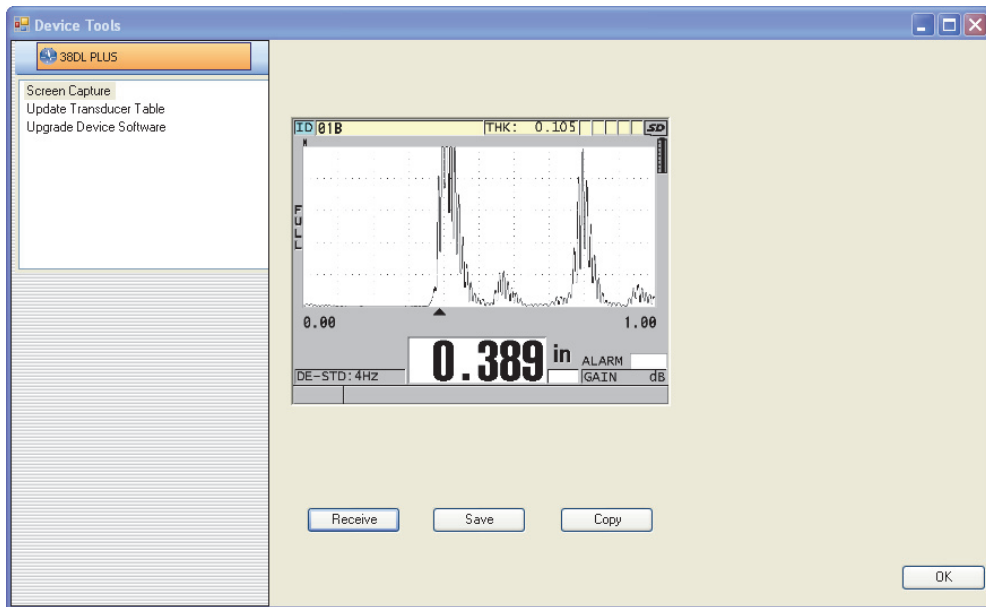 Device Tools
38DL PLUS
Screen Capture
Update Transducer Table
Upgrade Device Software
ID 01B THK: 0.105 SD
FULL
0.00 1.00
0.389 in
ALARM
DE-STD:4HZ GAIN dB
Receive Save Copy
OK